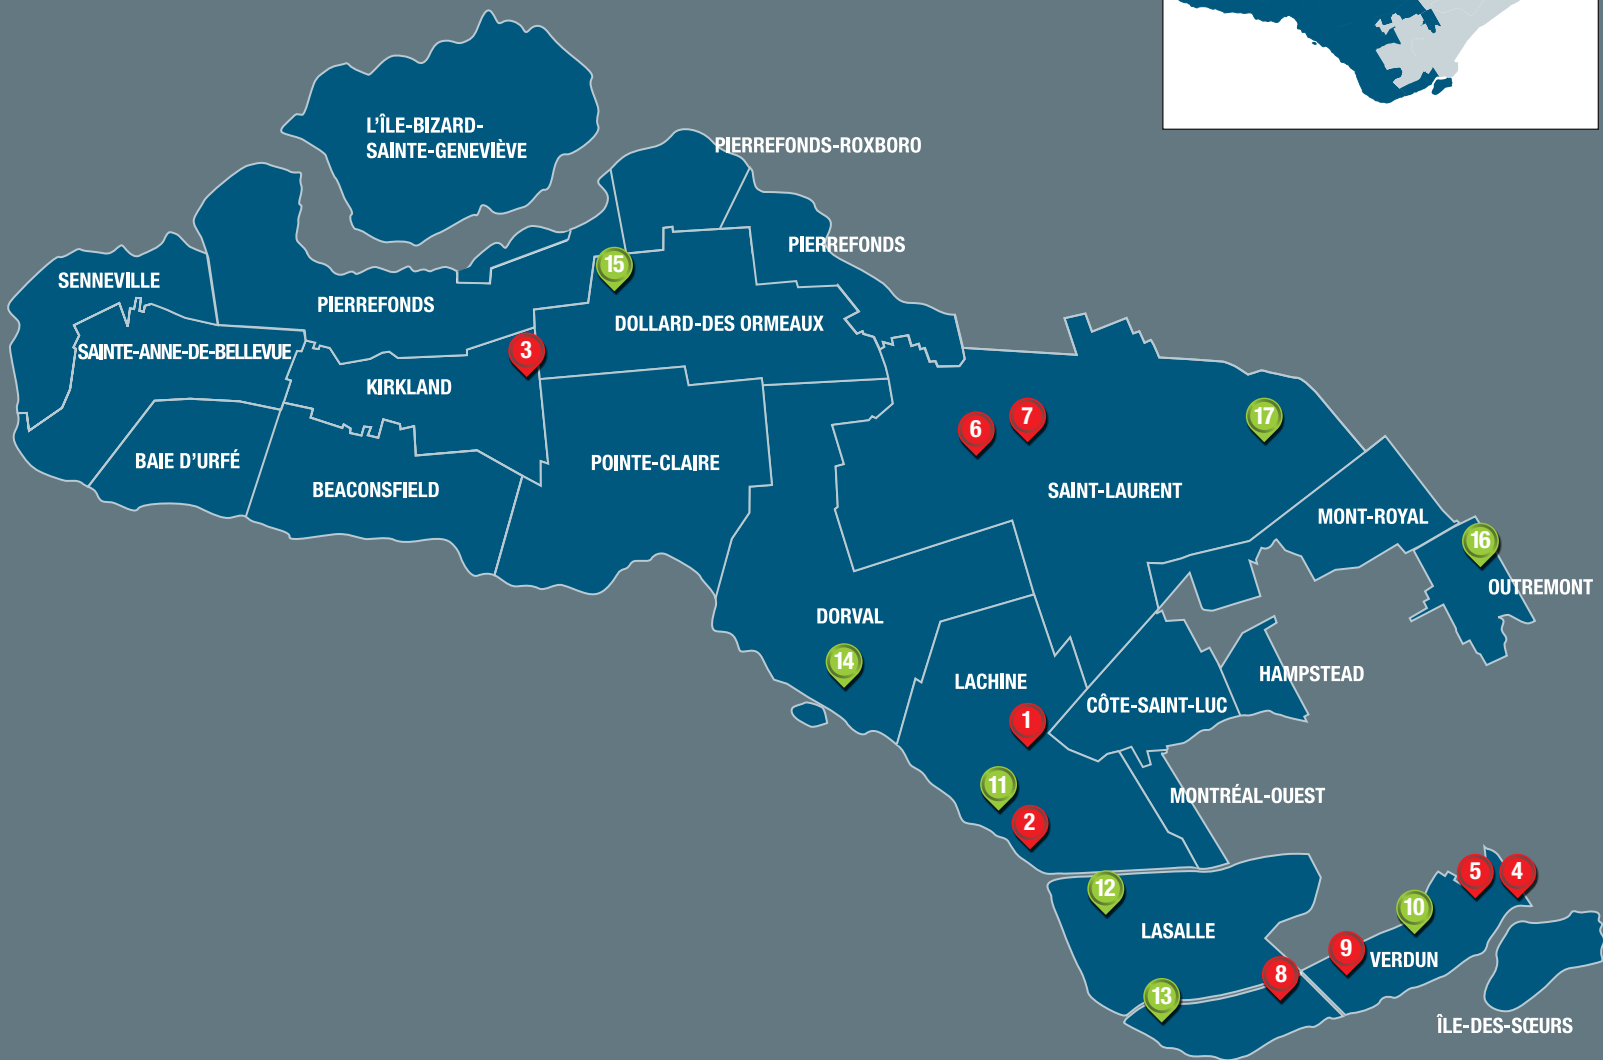 L'ÎLE-BIZARD-
SAINTE-GENEVIÈVE
PIERREFONDS-ROXBORO
PIERREFONDS
15
SENNEVILLE
PIERREFONDS
DOLLARD-DES ORMEAUX
SAINTE-ANNE-DE-BELLEVUE
3
KIRKLAND
6
7
17
BAIE D'URFÉ
POINTE-CLAIRE
BEACONSFIELD
SAINT-LAURENT
MONT-ROYAL
16
OUTREMONT
DORVAL
14
LACHINE
HAMPSTEAD
CÔTE-SAINT-LUC
1
11
MONTRÉAL-OUEST
2
5
4
12
10
LASALLE
9
VERDUN
8
13
ÎLE-DES-SŒURS